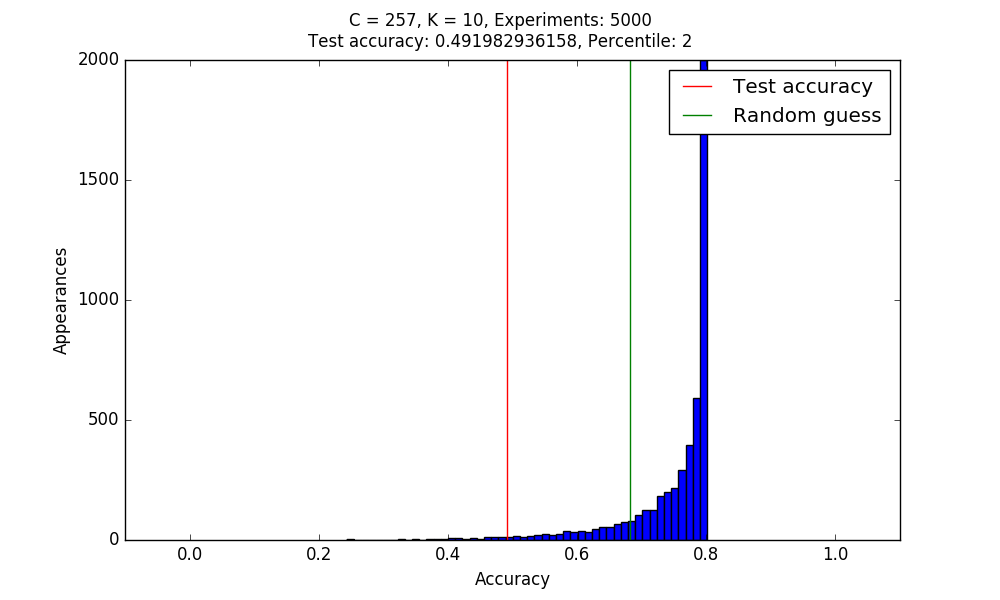 C = 257, K = 10, Experiments: 5000
Test accuracy: 0.491982936158, Percentile: 2
2000
1500
1000
500
0
Appearances
Test accuracy
Random guess
0.0 0.2 0.4 0.6 0.8 1.0
Accuracy